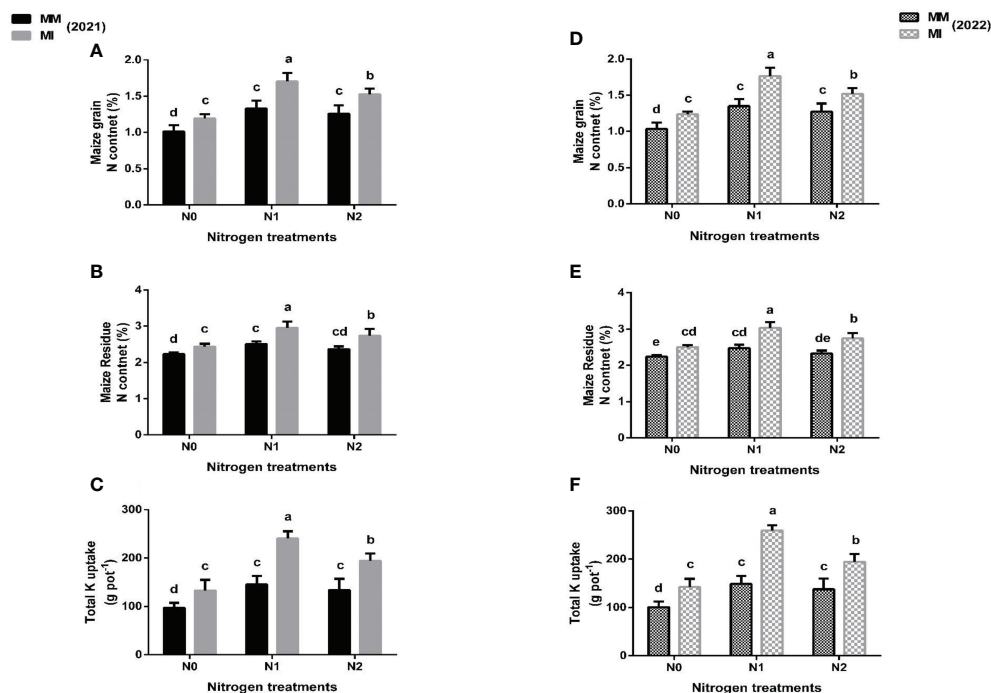 MM
MI
(2021)
A
Maize grain
N contnet (%)
2.0
1.5
1.0
0.5
0.0
d
c
c
a
c
b
N0
N1
N2
Nitrogen treatments
B
Maize Residue
N contnet (%)
4
3
2
1
0
d
c
c
a
cd
b
N0
N1
N2
Nitrogen treatments
C
Total K uptake
(g pot-1)
300
200
100
0
d
c
c
a
c
b
N0
N1
N2
Nitrogen treatments
MM
MI
(2022)
D
Maize grain
N contnet (%)
2.0
1.5
1.0
0.5
0.0
d
c
c
a
c
b
N0
N1
N2
Nitrogen treatments
E
Maize Residue
N contnet (%)
4
3
2
1
0
e
cd
cd
a
de
b
N0
N1
N2
Nitrogen treatments
F
Total K uptake
(g pot-1)
300
200
100
0
d
c
c
a
c
b
N0
N1
N2
Nitrogen treatments